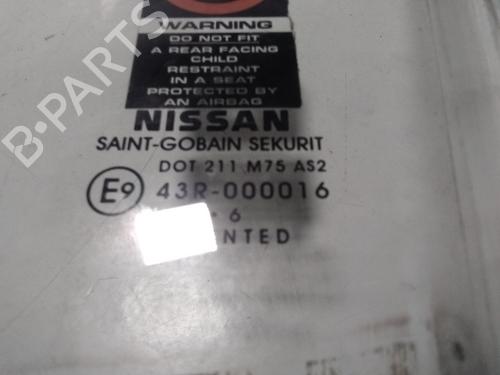 WARNING
DO NOT FIT
A REAR FACING
CHILD
RESTRAINT
IN A SEAT
PROTECTED BY
AN AIRBAG
NISSAN
SAINT-GOBAIN SEKURIT
DOT 211 M75 AS2
E9 43R-000016
6
B-PARTS